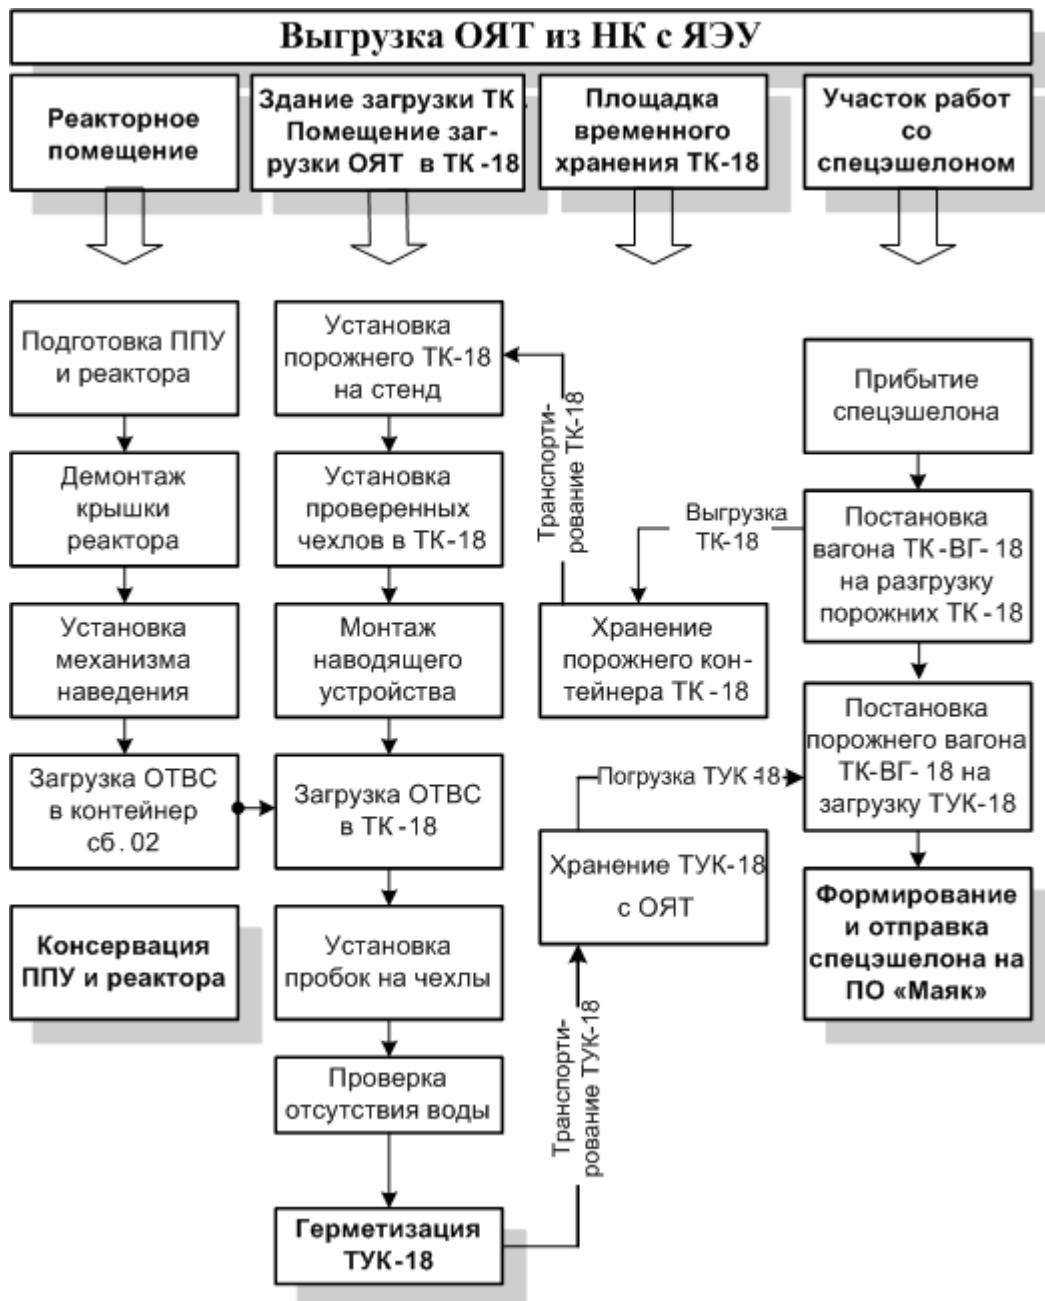 Выгрузка ОЯТ из НК с ЯЭУ
Реакторное
помещение
Здание загрузки ТК.
Помещение заг-
рузки ОЯТ в ТК-18
Площадка
временного
хранения ТК-18
Участок работ
со
спецэшелоном
Подготовка ППУ
и реактора
Демонтаж
крышки
реактора
Установка
механизма
наведения
Загрузка ОТВС
в контейнер
сб. 02
Консервация
ППУ и реактора
Установка
порожнего ТК-18
на стенд
Установка
проверенных
чехлов в ТК-18
Монтаж
наводящего
устройства
Загрузка ОТВС
в ТК-18
Установка
пробок на чехлы
Проверка
отсутствия воды
Герметизация
ТУК-18
Транспорти-
рование ТК-18
Выгрузка
ТК-18
Хранение
порожнего кон-
тейнера ТК-18
Погрузка ТУК-18
Хранение ТУК-18
с ОЯТ
Транспорти-
рование ТУК-18
Прибытие
спецэшелона
Постановка
вагона ТК-ВГ-18
на разгрузку
порожних ТК-18
Постановка
порожнего вагона
ТК-ВГ-18 на
загрузку ТУК-18
Формирование
и отправка
спецэшелона на
ПО «Маяк»